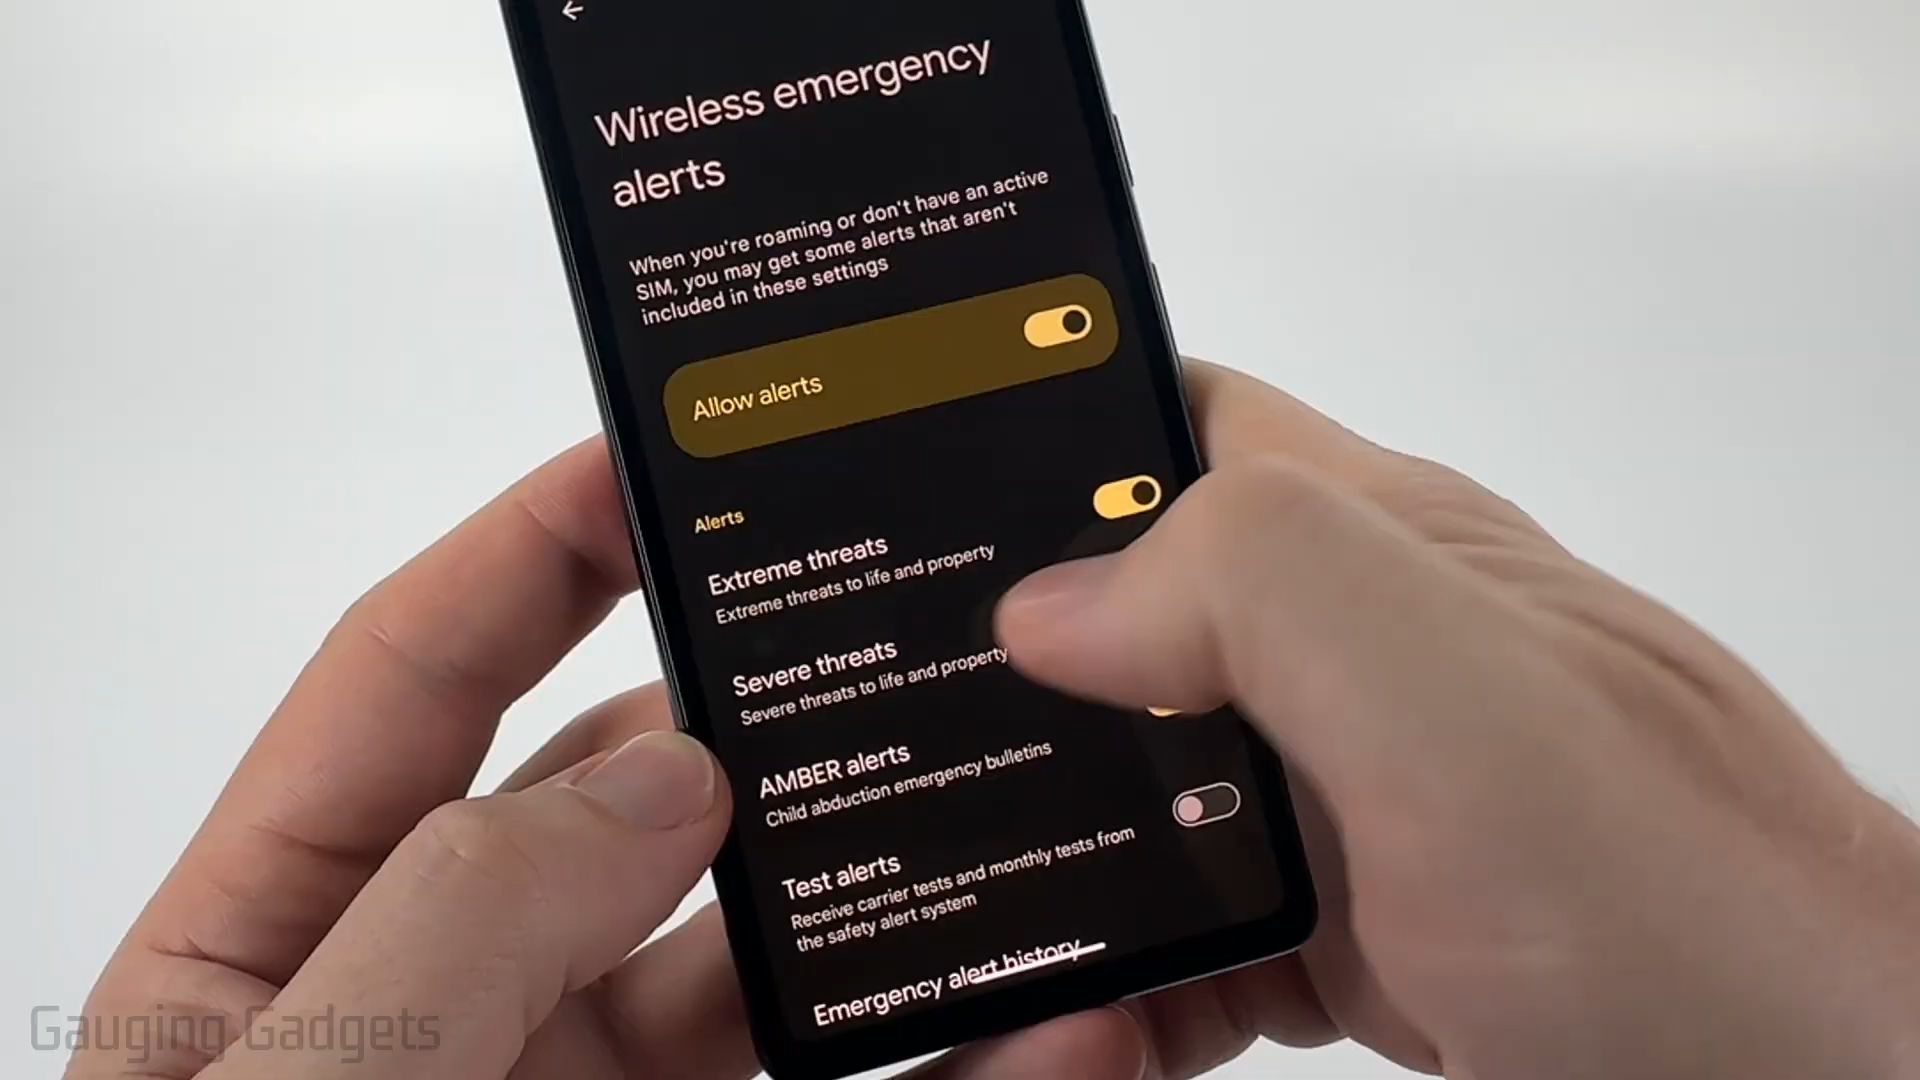 Wireless emergency
alerts
When you're roaming or don't have an active
SIM, you may get some alerts that aren't
included in these settings
Allow alerts
Alerts
Extreme threats
Extreme threats to life and property
Severe threats
Severe threats to life and property
AMBER alerts
Child abduction emergency bulletins
Test alerts
Receive carrier tests and monthly tests from
the safety alert system
Emergency alert history
Gauging Gadgets